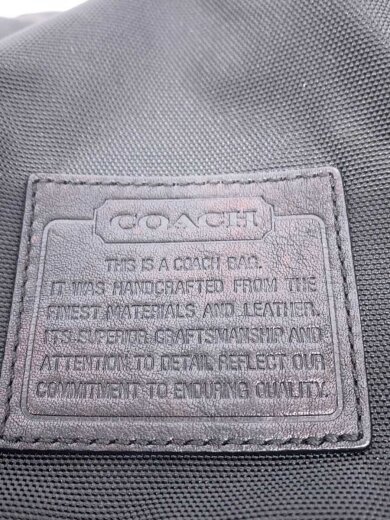 COACH
THIS IS A COACH BAG.
IT WAS HANDCRAFTED FROM THE
FINEST MATERIALS AND LEATHER.
ITS SUPERIOR CRAFTSMANSHIP AND
ATTENTION TO DETAIL REFLECT OUR
COMMITMENT TO ENDURING QUALITY.